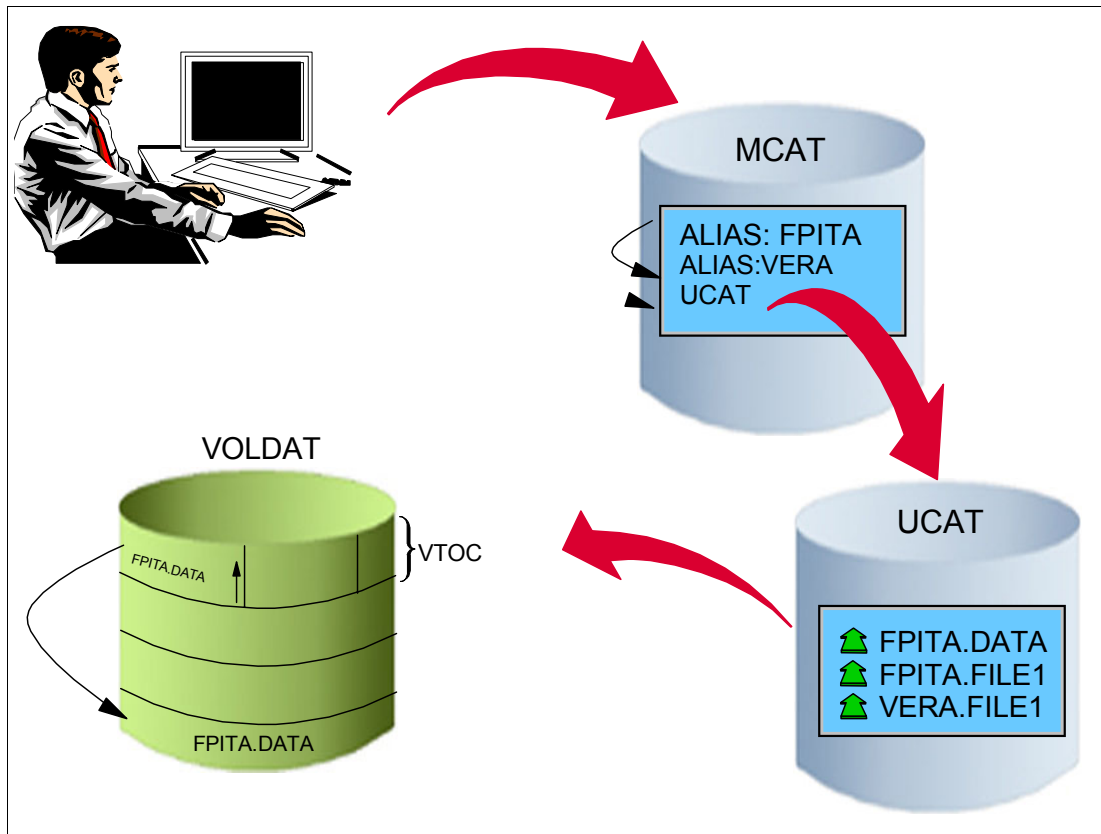 MCAT
ALIAS: FPITA
ALIAS:VERA
UCAT
VOLDAT
FPITA.DATA
VTOC
FPITA.DATA
UCAT
FPITA.DATA
FPITA.FILE1
VERA.FILE1